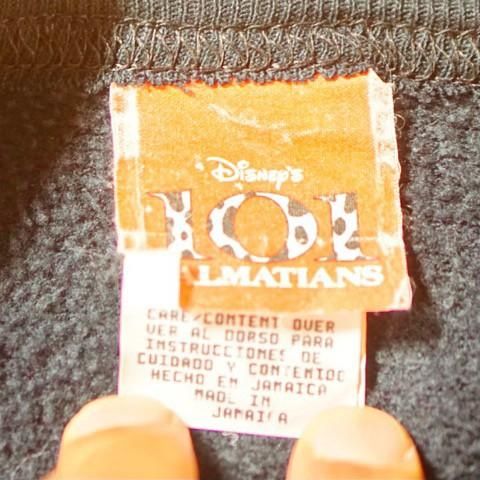 DISNEY'S
101
DALMATIANS
CARE/CONTENT OVER
VER AL DORSO PARA
INSTRUCCIONES DE
CUIDADO Y CONTENIDO
HECHO EN JAMAICA
MADE IN
JAMAICA